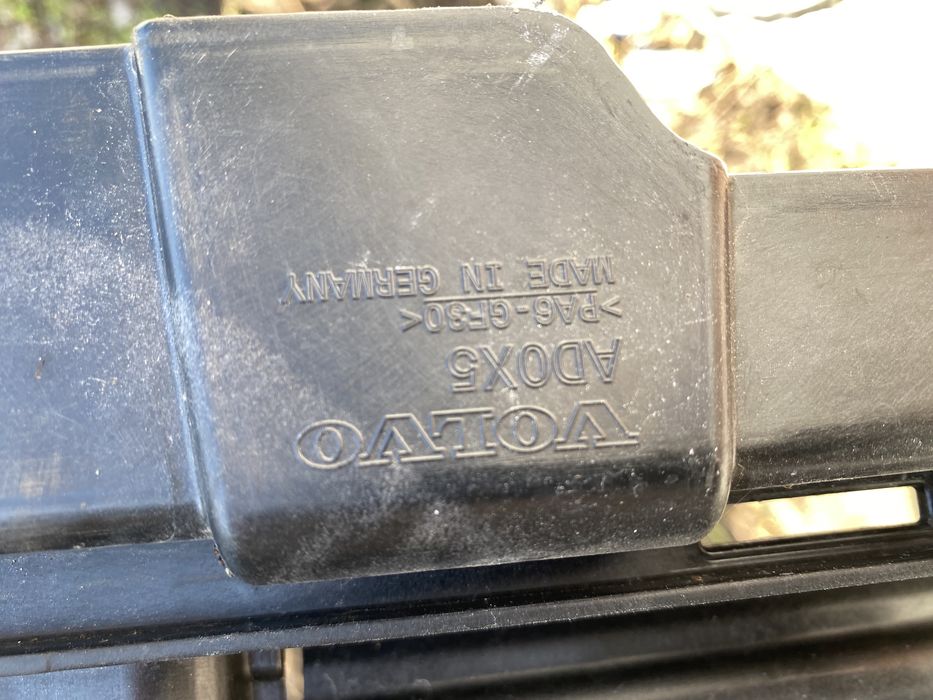 VOLVO
AD0X5
>PA6-GF30<
MADE IN GERMANY